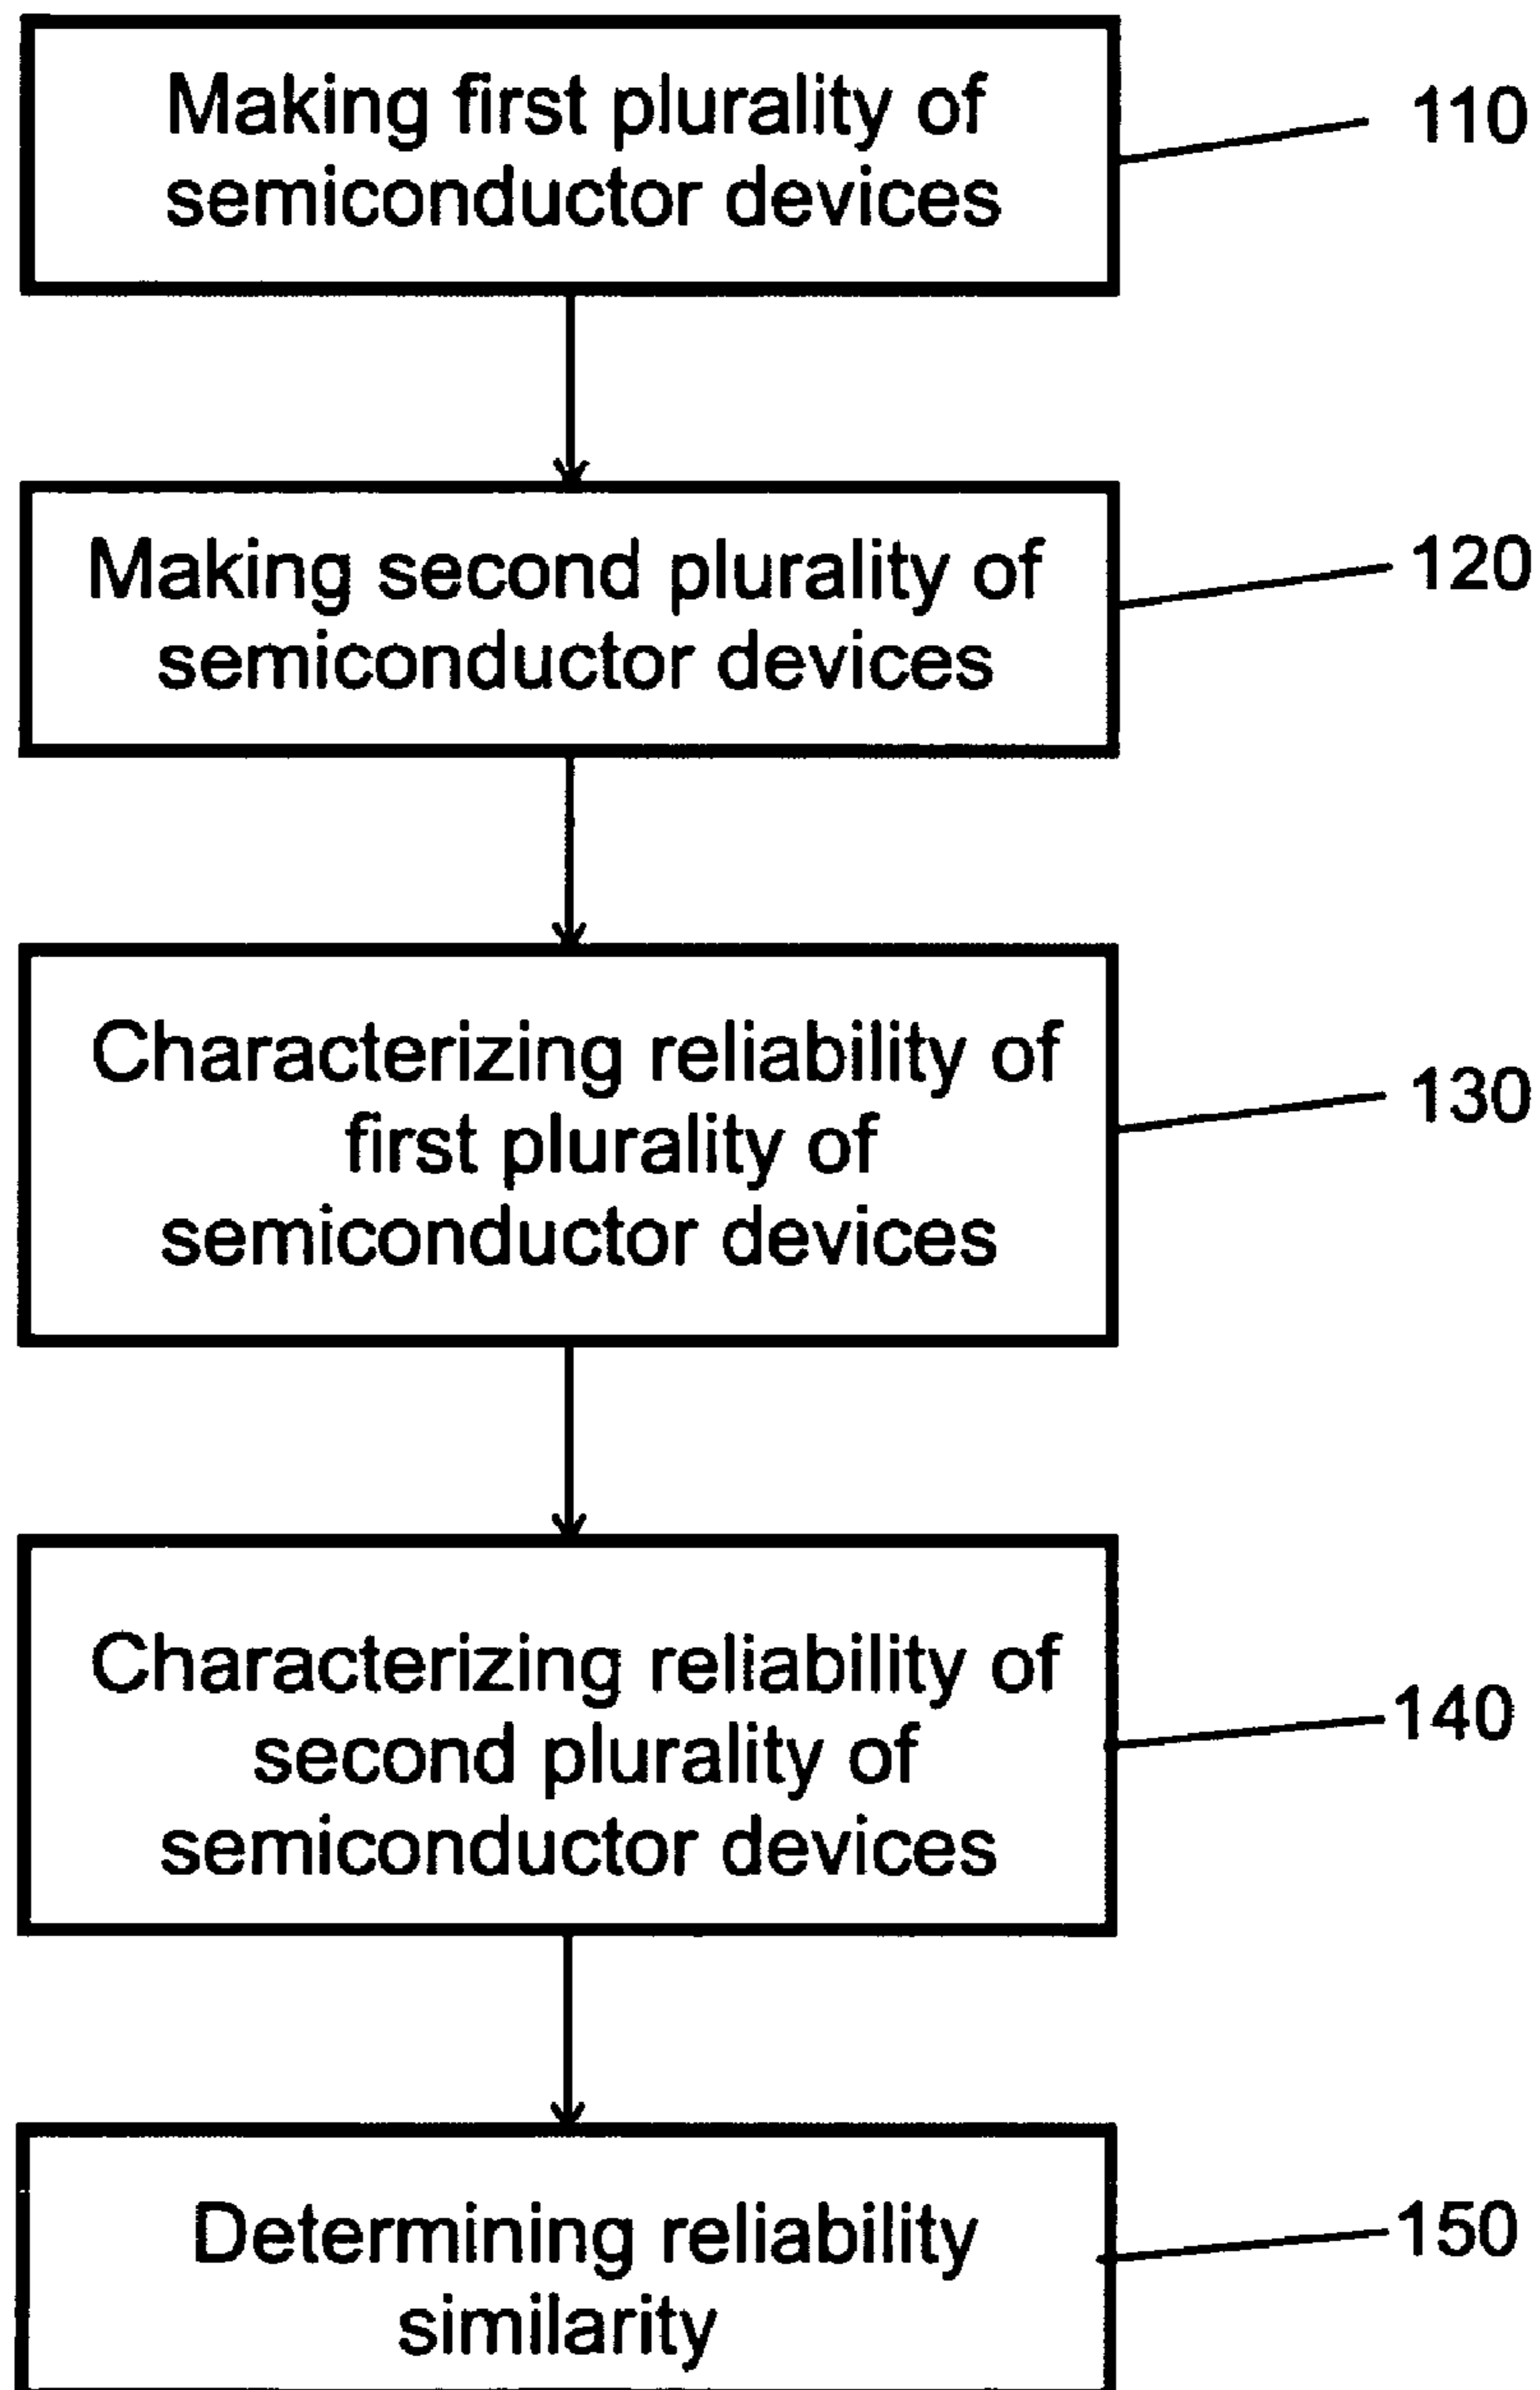 Making first plurality of
semiconductor devices
110
Making second plurality of
semiconductor devices
120
Characterizing reliability of
first plurality of
semiconductor devices
130
Characterizing reliability of
second plurality of
semiconductor devices
140
Determining reliability
similarity
150